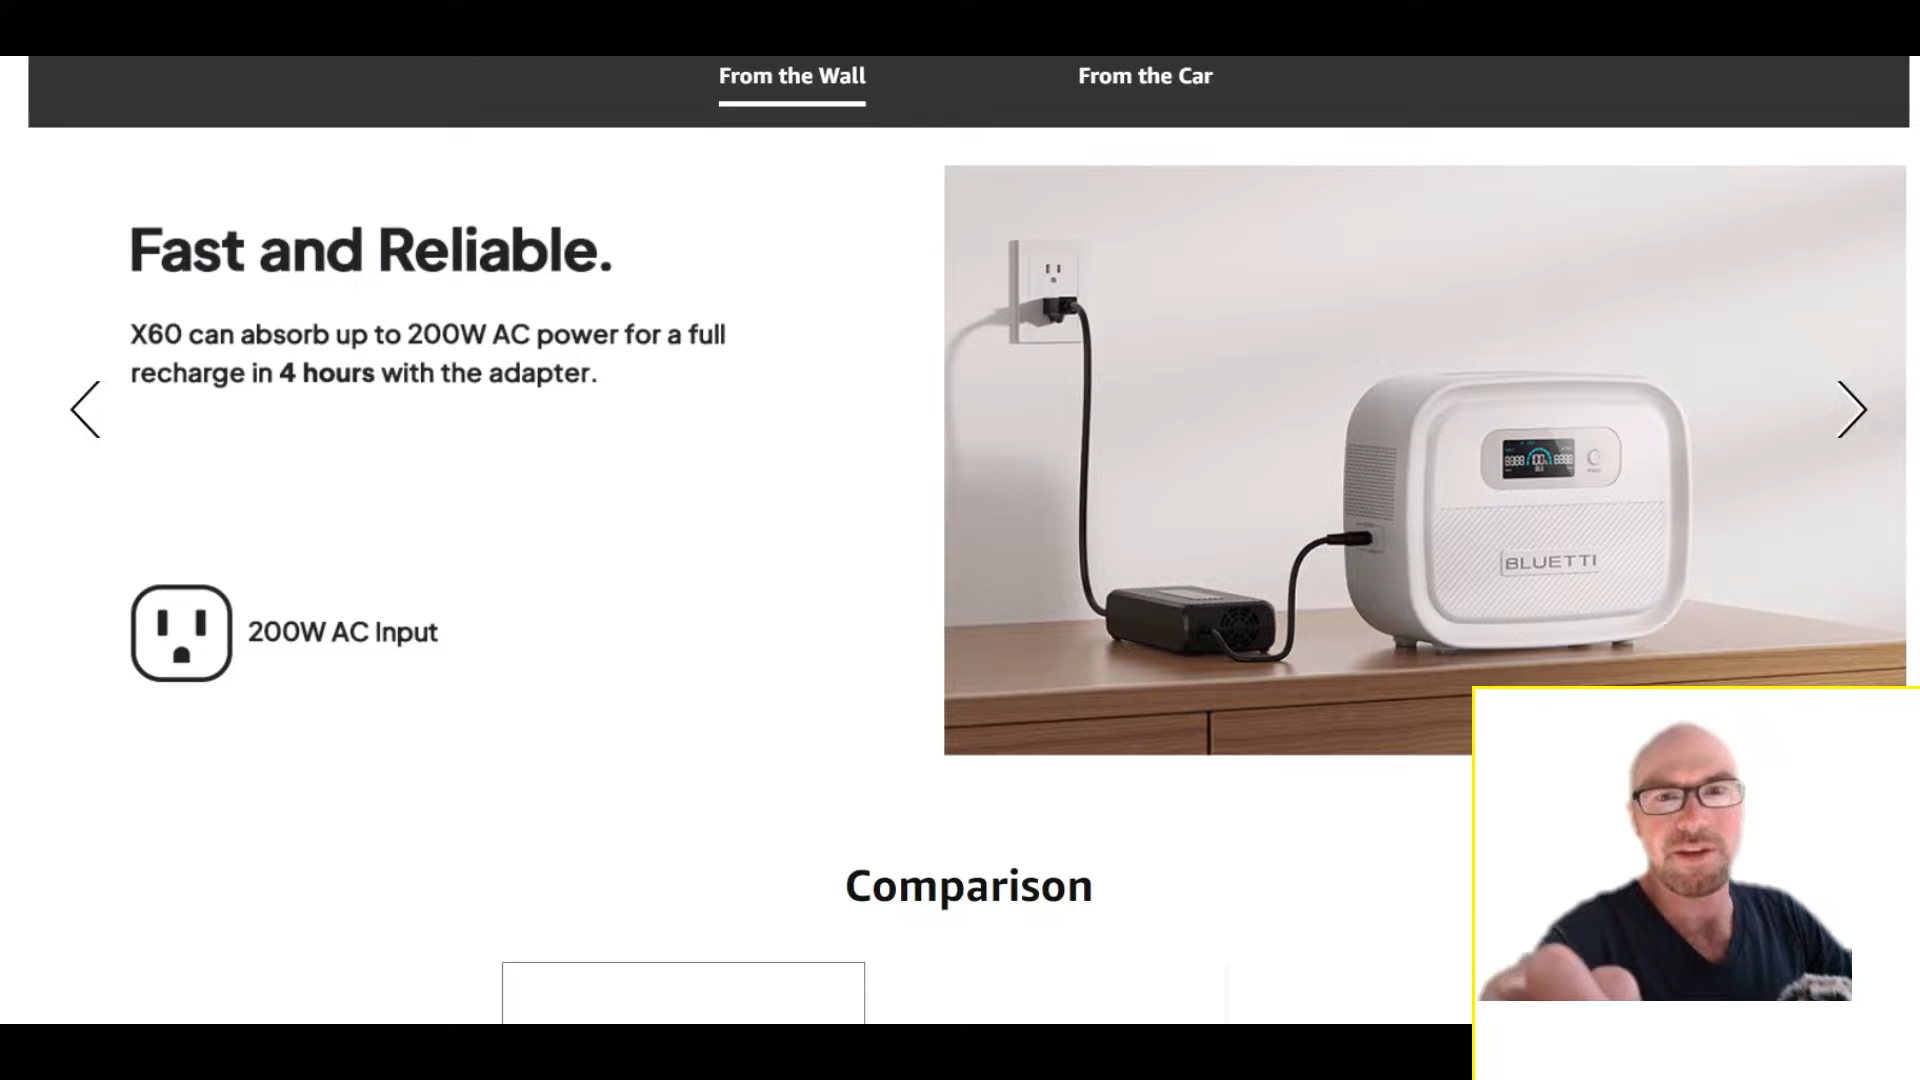 From the Wall
From the Car
Fast and Reliable.
X60 can absorb up to 200W AC power for a full
recharge in 4 hours with the adapter.
BLUETTI
200W AC Input
Comparison